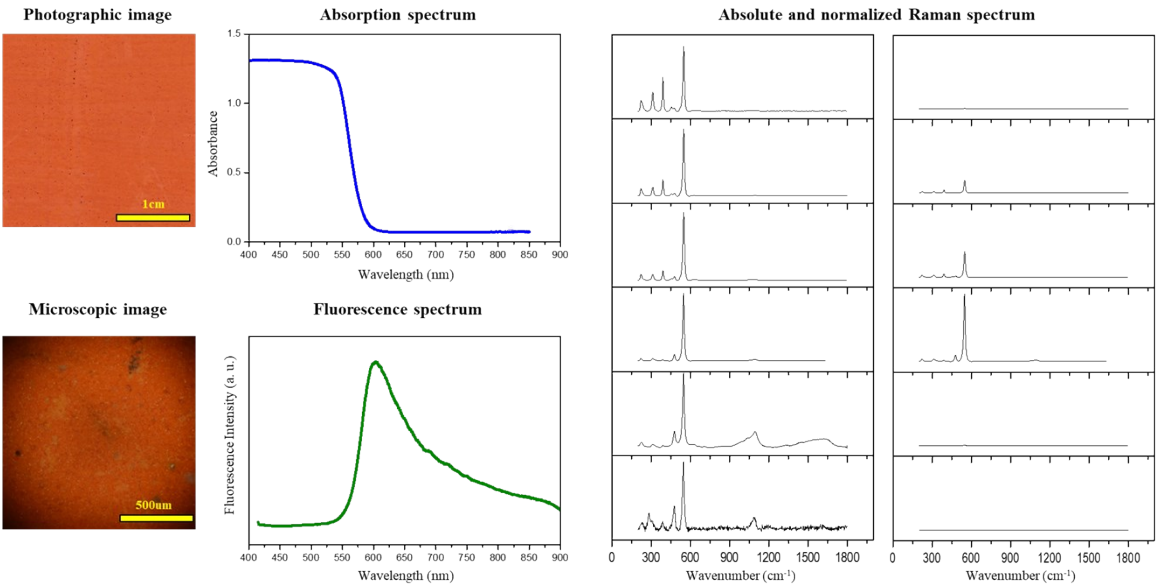 Photographic image
Absorption spectrum
Absolute and normalized Raman spectrum
1cm
Absorbance
1.5
1.0
0.5
0.0
400 450 500 550 600 650 700 750 800 850 900
Wavelength (nm)
Microscopic image
Fluorescence spectrum
500um
Fluorescence Intensity (a. u.)
400 450 500 550 600 650 700 750 800 850 900
Wavelength (nm)
300 600 900 1200 1500 1800
Wavenumber (cm-1)
300 600 900 1200 1500 1800
Wavenumber (cm-1)